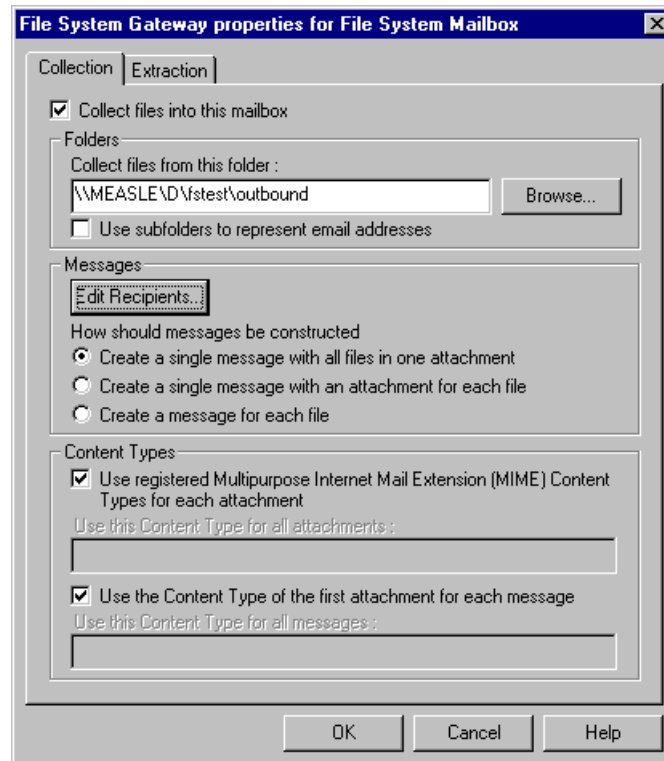 File System Gateway properties for File System Mailbox
Collection
Extraction
Collect files into this mailbox
Folders
Collect files from this folder :
\\MEASLE\D\fstest\outbound
Browse...
Use subfolders to represent email addresses
Messages
Edit Recipients...
How should messages be constructed
Create a single message with all files in one attachment
Create a single message with an attachment for each file
Create a message for each file
Content Types
Use registered Multipurpose Internet Mail Extension (MIME) Content
Types for each attachment
Use this Content Type for all attachments :
Use the Content Type of the first attachment for each message
Use this Content Type for all messages :
OK
Cancel
Help